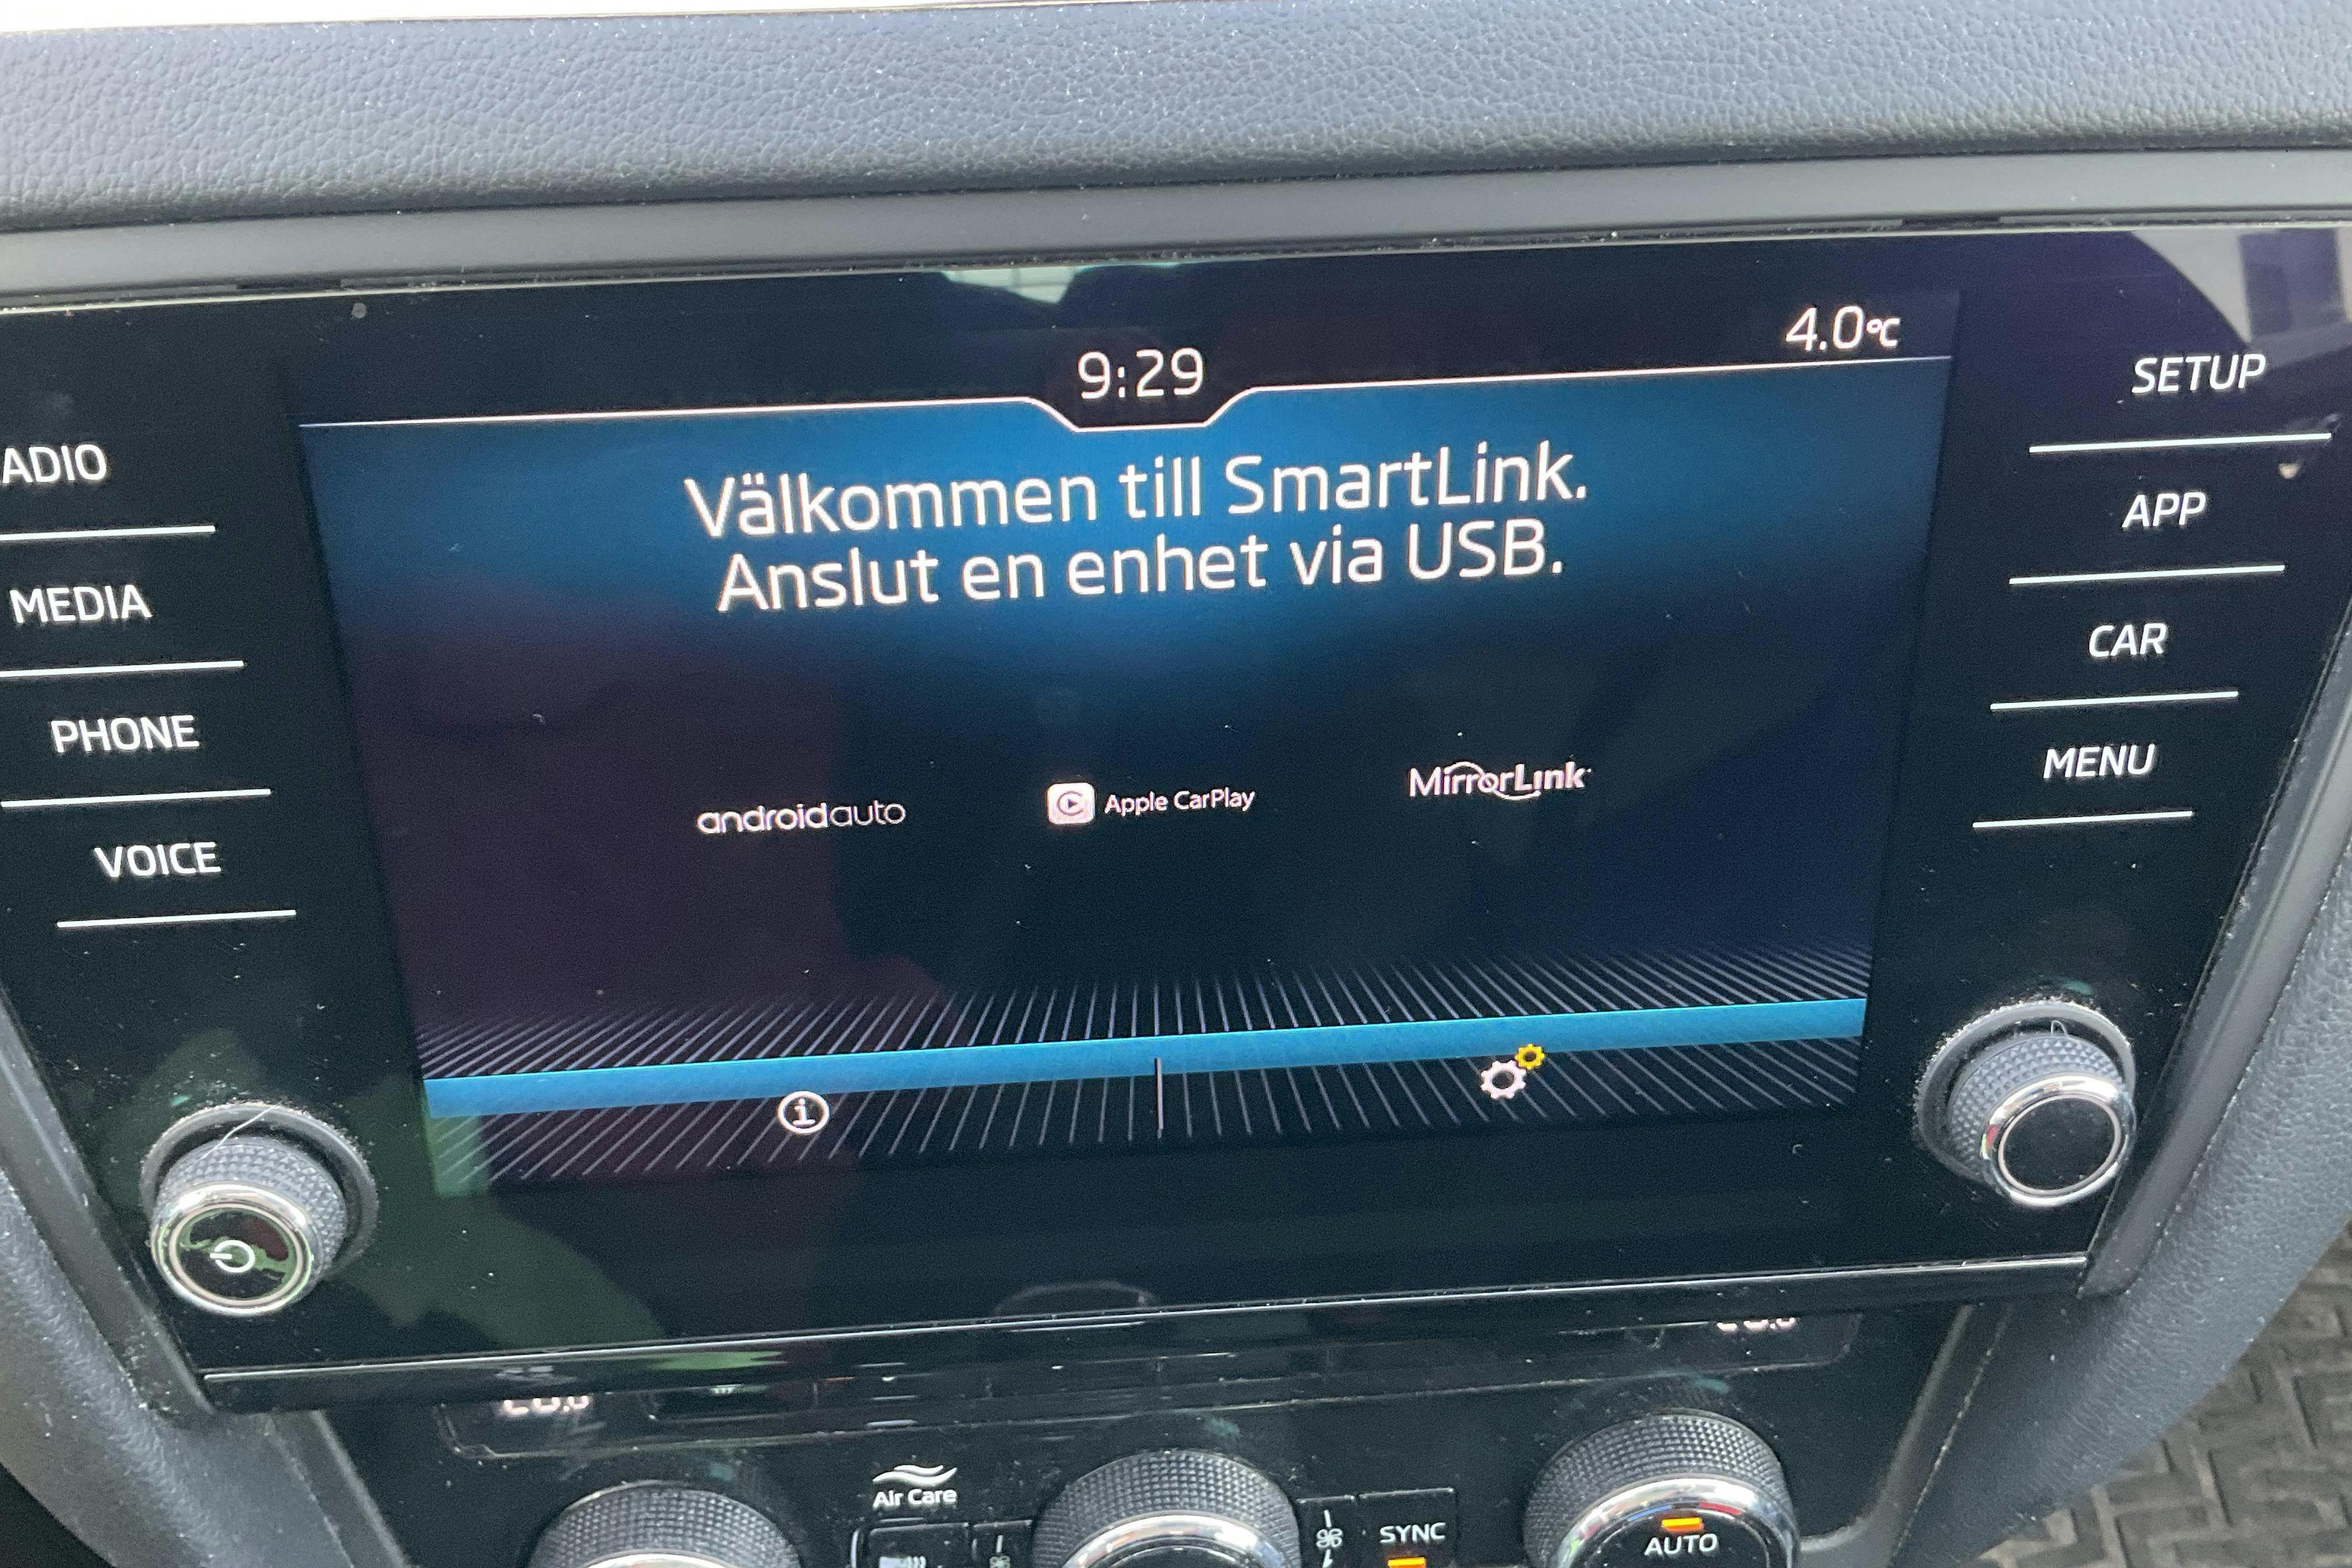 9:29
4.0°C
ADIO
MEDIA
PHONE
VOICE
Välkommen till SmartLink.
Anslut en enhet via USB.
androidauto
Apple CarPlay
MirrorLink
SETUP
APP
CAR
MENU
Air Care
SYNC
AUTO